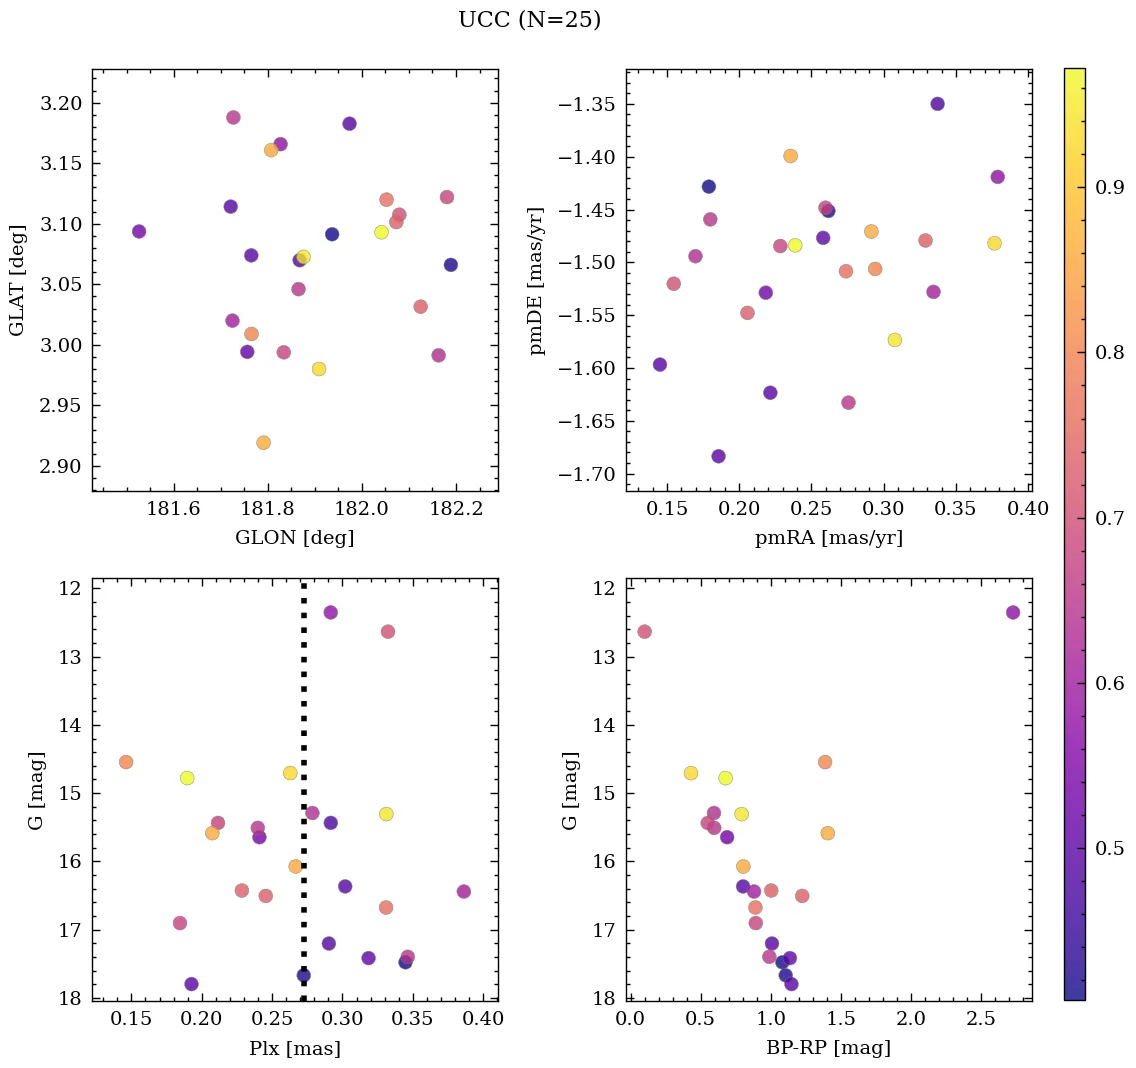 UCC (N=25)
3.20
3.15
3.10
3.05
3.00
2.95
2.90
GLAT [deg]
181.6 181.8 182.0 182.2
GLON [deg]
−1.35
−1.40
−1.45
−1.50
−1.55
−1.60
−1.65
−1.70
pmDE [mas/yr]
0.15 0.20 0.25 0.30 0.35 0.40
pmRA [mas/yr]
12
13
14
15
16
17
18
G [mag]
0.15 0.20 0.25 0.30 0.35 0.40
Plx [mas]
12
13
14
15
16
17
18
G [mag]
0.0 0.5 1.0 1.5 2.0 2.5
BP-RP [mag]
0.9
0.8
0.7
0.6
0.5